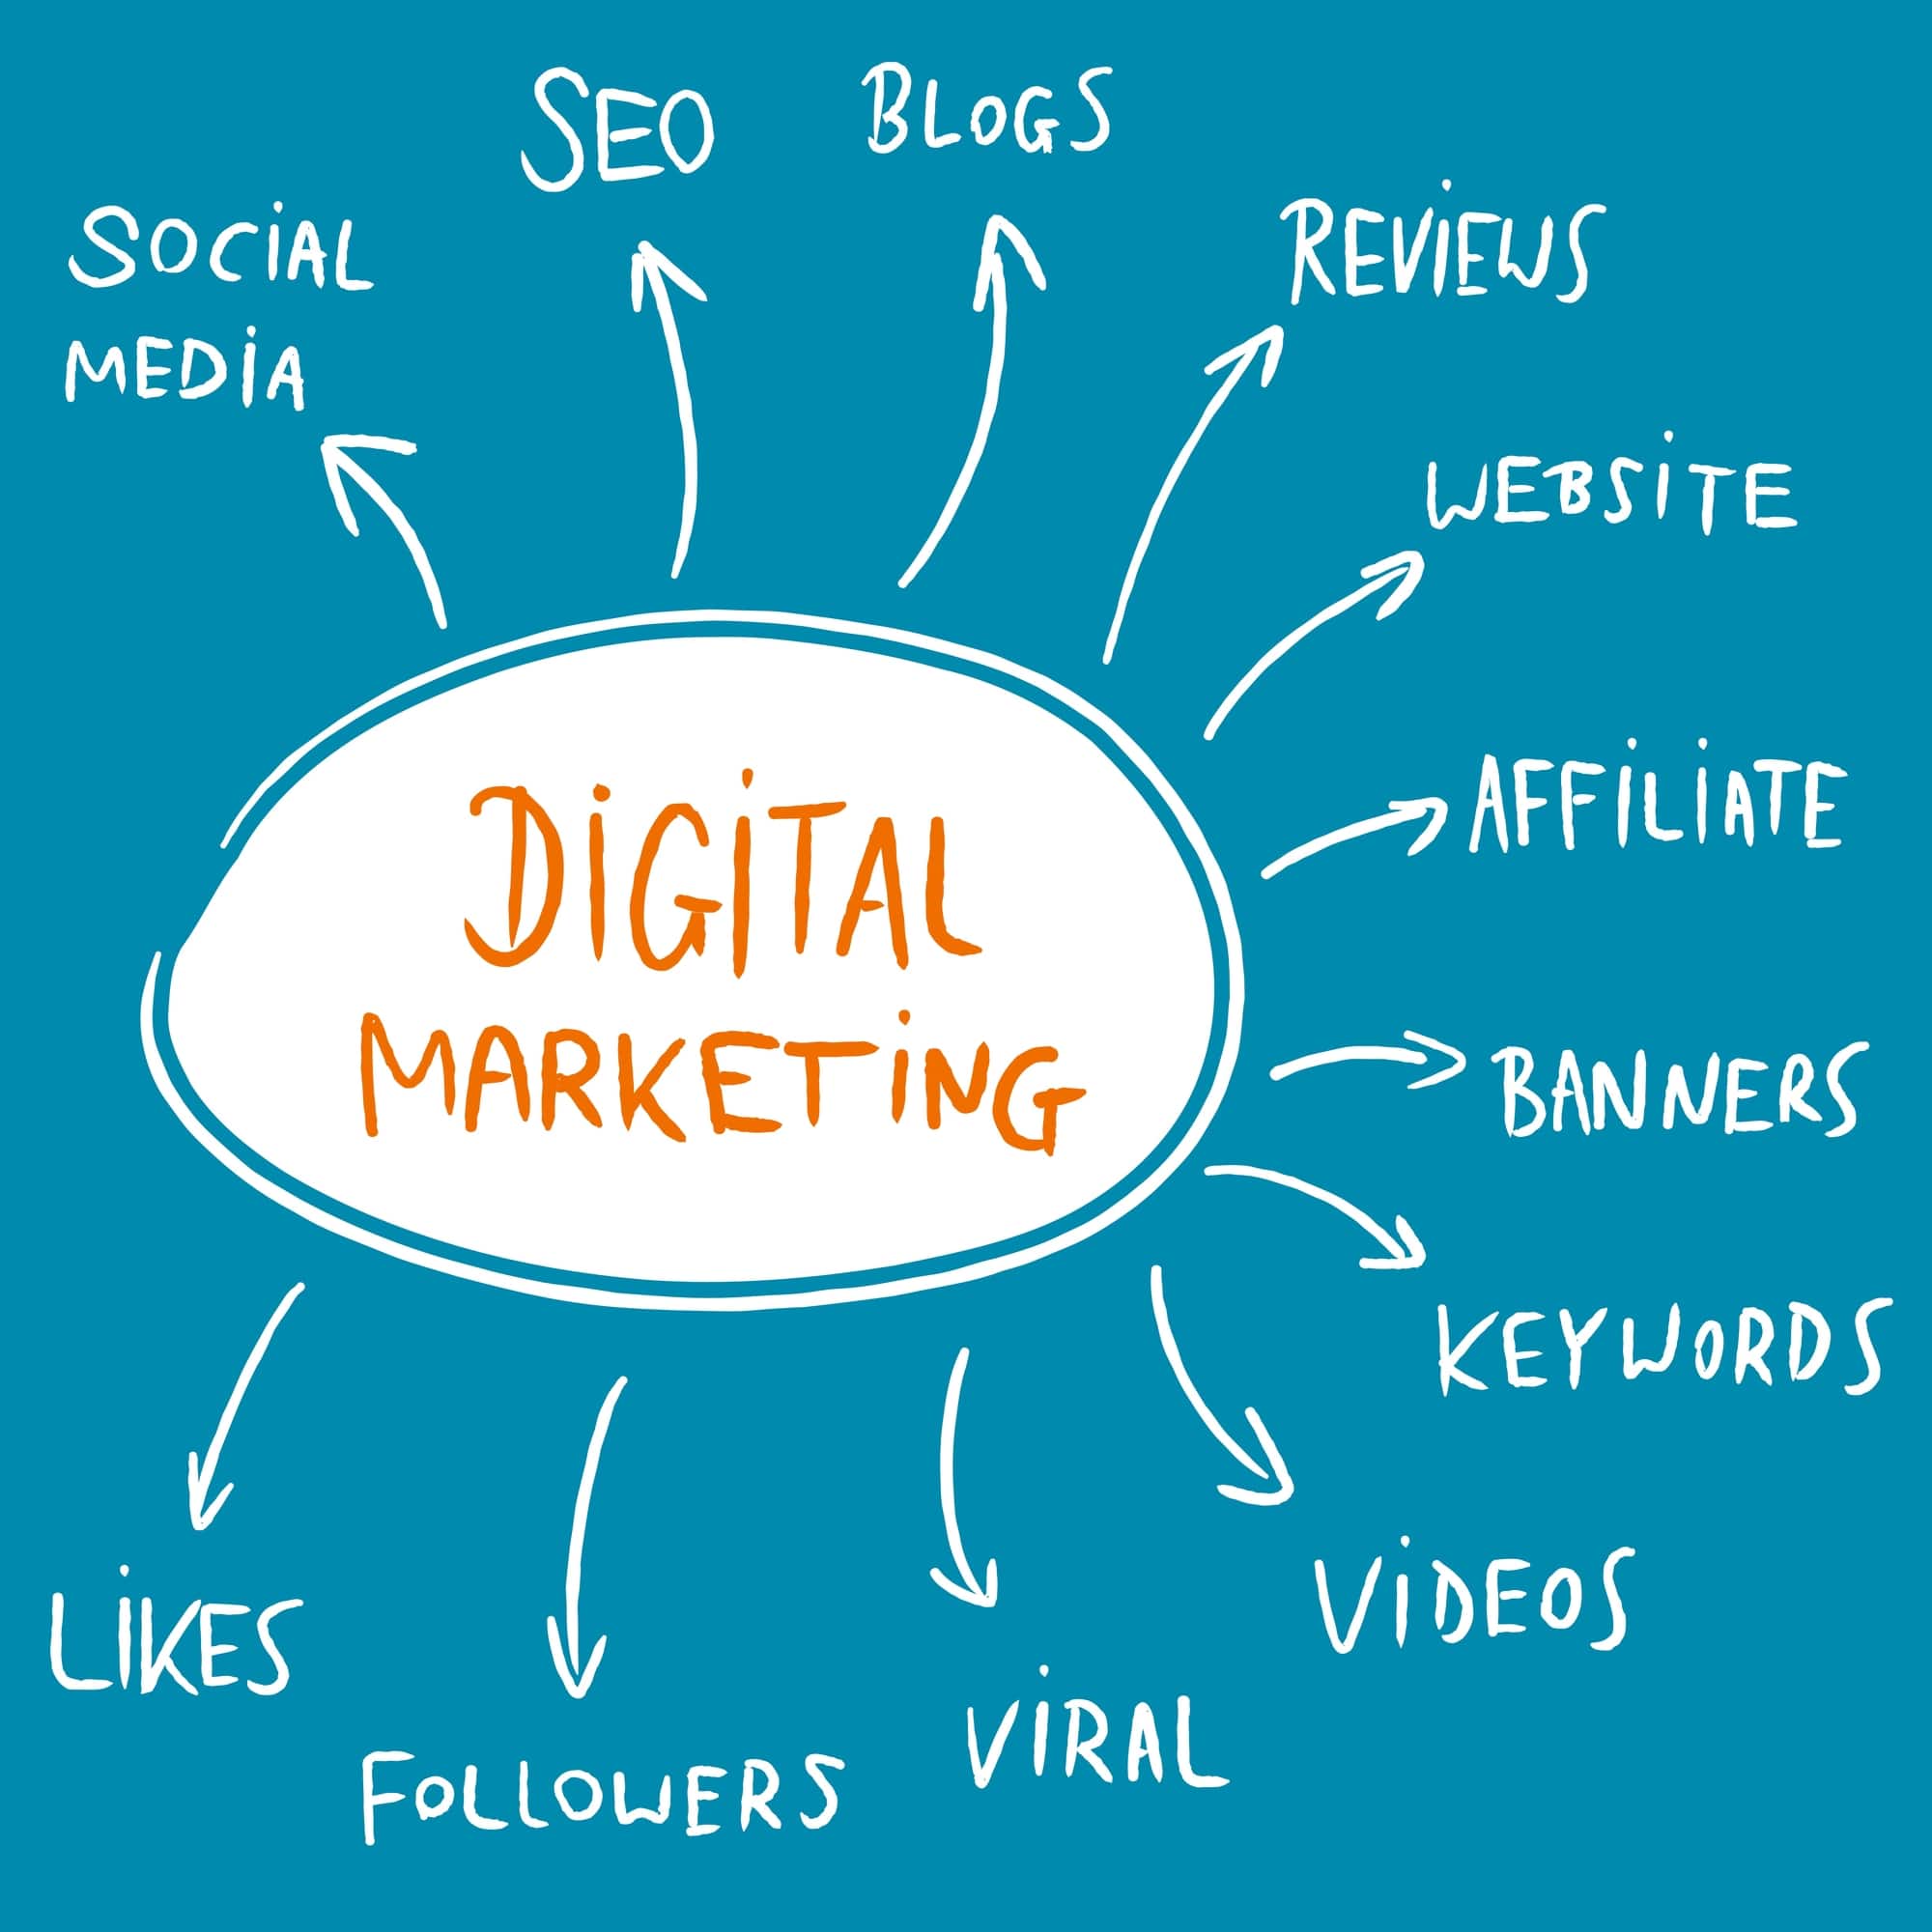 SEO
BLOGS
SOCIAL
MEDIA
REVIEWS
WEBSITE
AFFILIATE
DIGITAL
MARKETING
BANNERS
KEYWORDS
VIDEOS
LIKES
VIRAL
FOLLOWERS